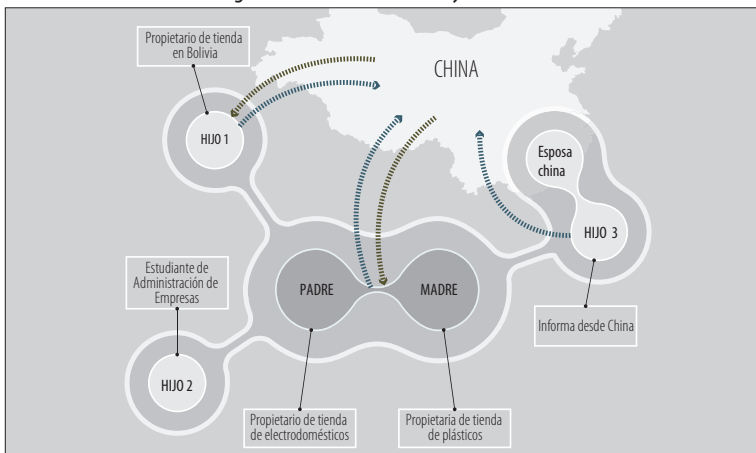 Propietario de tienda
en Bolivia
CHINA
HIJO 1
Esposa
china
HIJO 3
Estudiante de
Administración de
Empresas
PADRE
MADRE
Informa desde China
HIJO 2
Propietario de tienda
de electrodomésticos
Propietaria de tienda
de plásticos